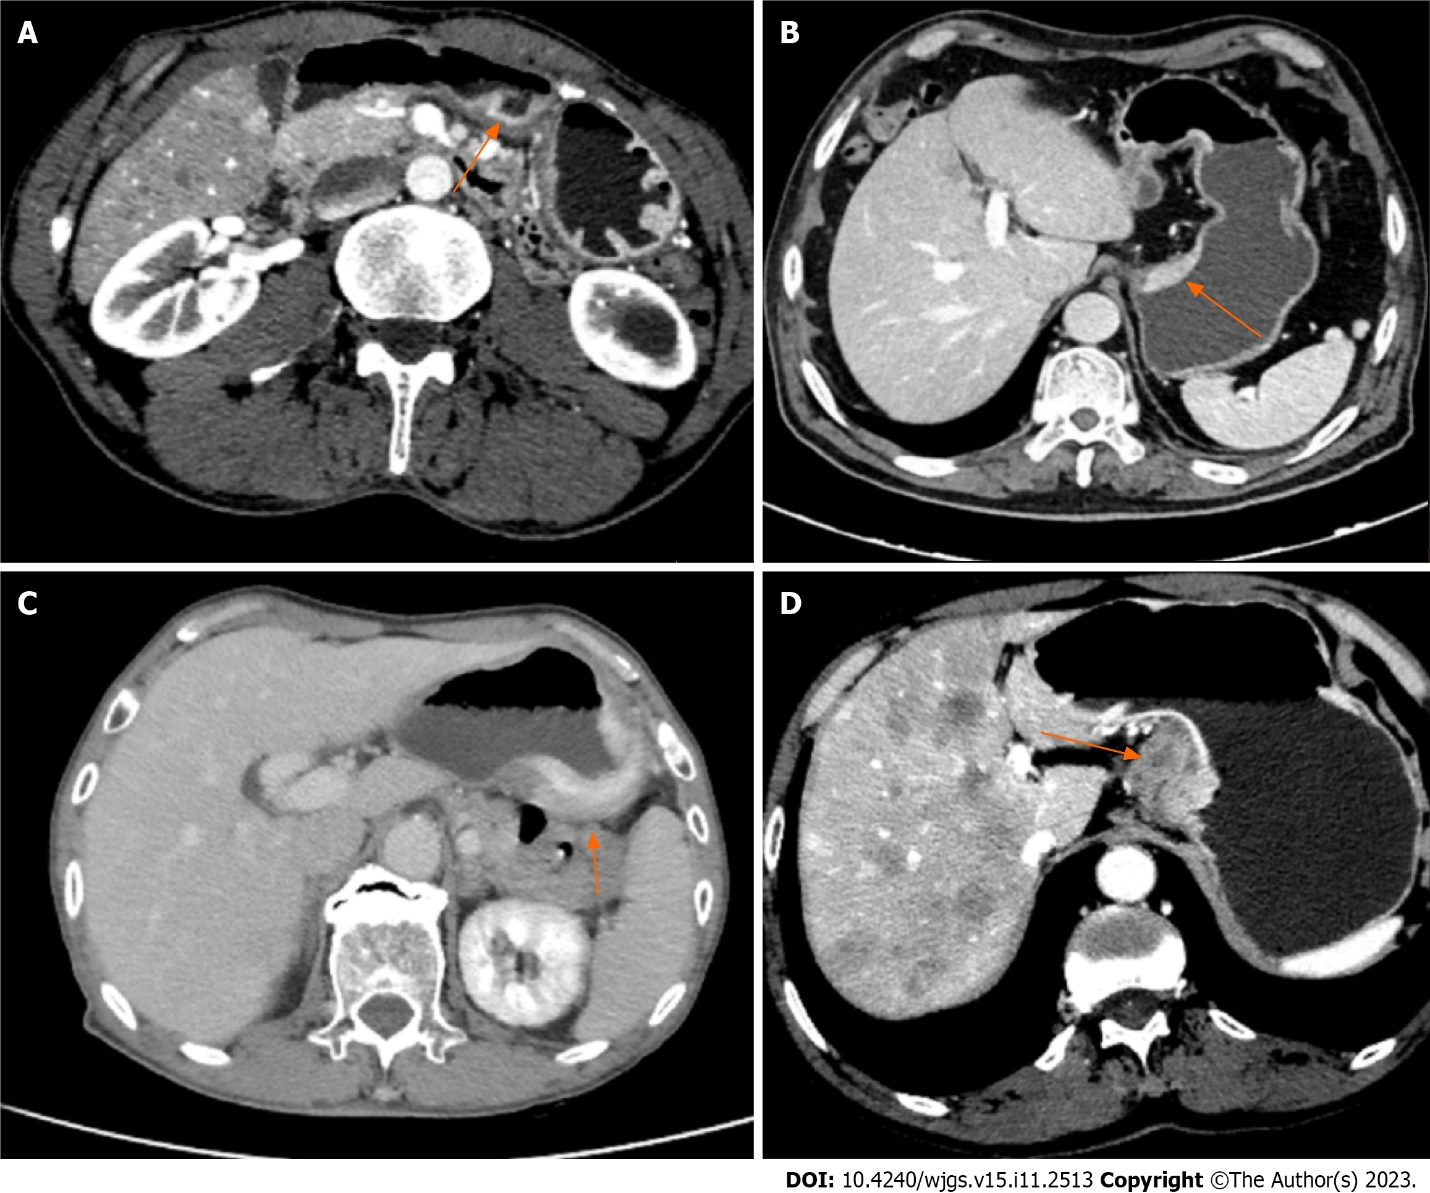 A
B
C
D
DOI: 10.4240/wjgs.v15.i11.2513 Copyright ©The Author(s) 2023.